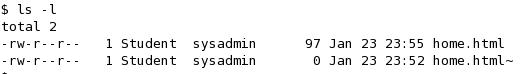 $ ls -l
total 2
-rw-r--r--   1 Student  sysadmin      97 Jan 23 23:55 home.html
-rw-r--r--   1 Student  sysadmin       0 Jan 23 23:52 home.html~